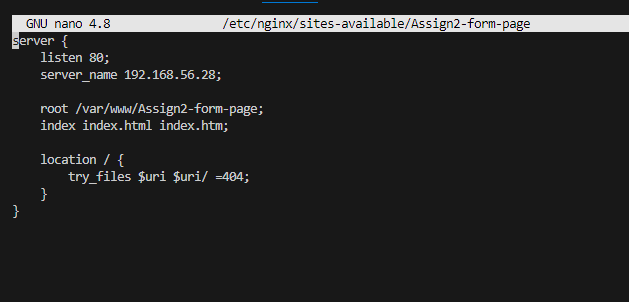 GNU nano 4.8 /etc/nginx/sites-available/Assign2-form-page
server {
    listen 80;
    server_name 192.168.56.28;

    root /var/www/Assign2-form-page;
    index index.html index.htm;

    location / {
        try_files $uri $uri/ =404;
    }
}